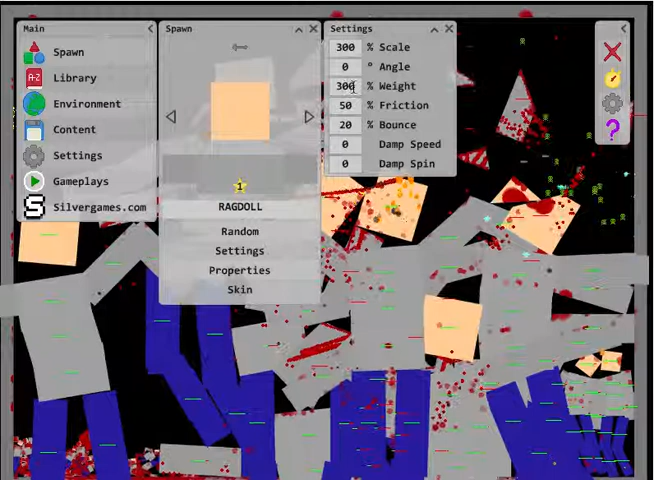 Main
Spawn
Library
Environment
Content
Settings
Gameplays
Silvergames.com
Spawn
1
RAGDOLL
Random
Settings
Properties
Skin
Settings
300 % Scale
0 ° Angle
300 % Weight
50 % Friction
20 % Bounce
0 Damp Speed
0 Damp Spin
A-Z
S
?